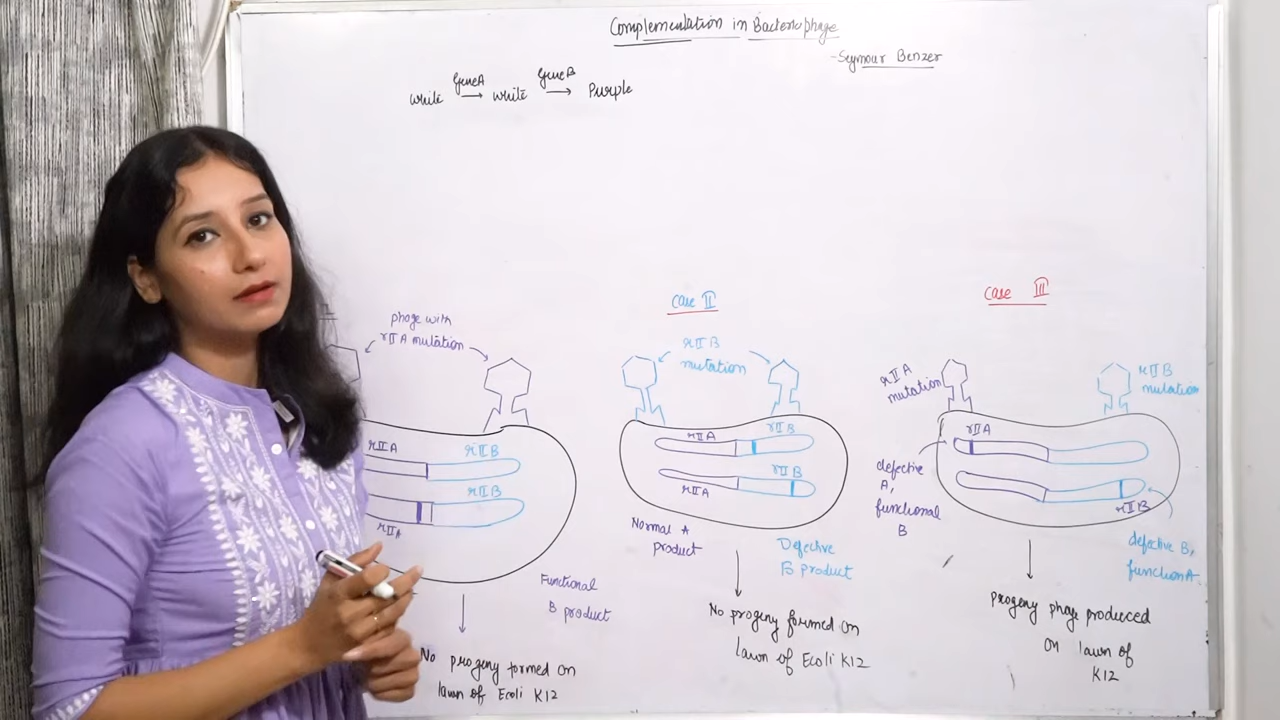 Complementation in Bacteriophage
- Seymour Benzer
White Gene A → White Gene B → Purple
phage with
rII A mutation
rII A
rII B
rII B
rII A
Functional
B product
No progeny formed on
lawn of Ecoli K12
Case II
rII B
mutation
rII A
rII B
rII B
rII A
Normal A
product
Defective
B product
No progeny formed on
lawn of Ecoli K12
Case III
rII A
mutation
rII B
mutation
rII A
rII B
defective
A,
functional
B
defective B,
functionA.
progeny phage produced
on lawn of
K12